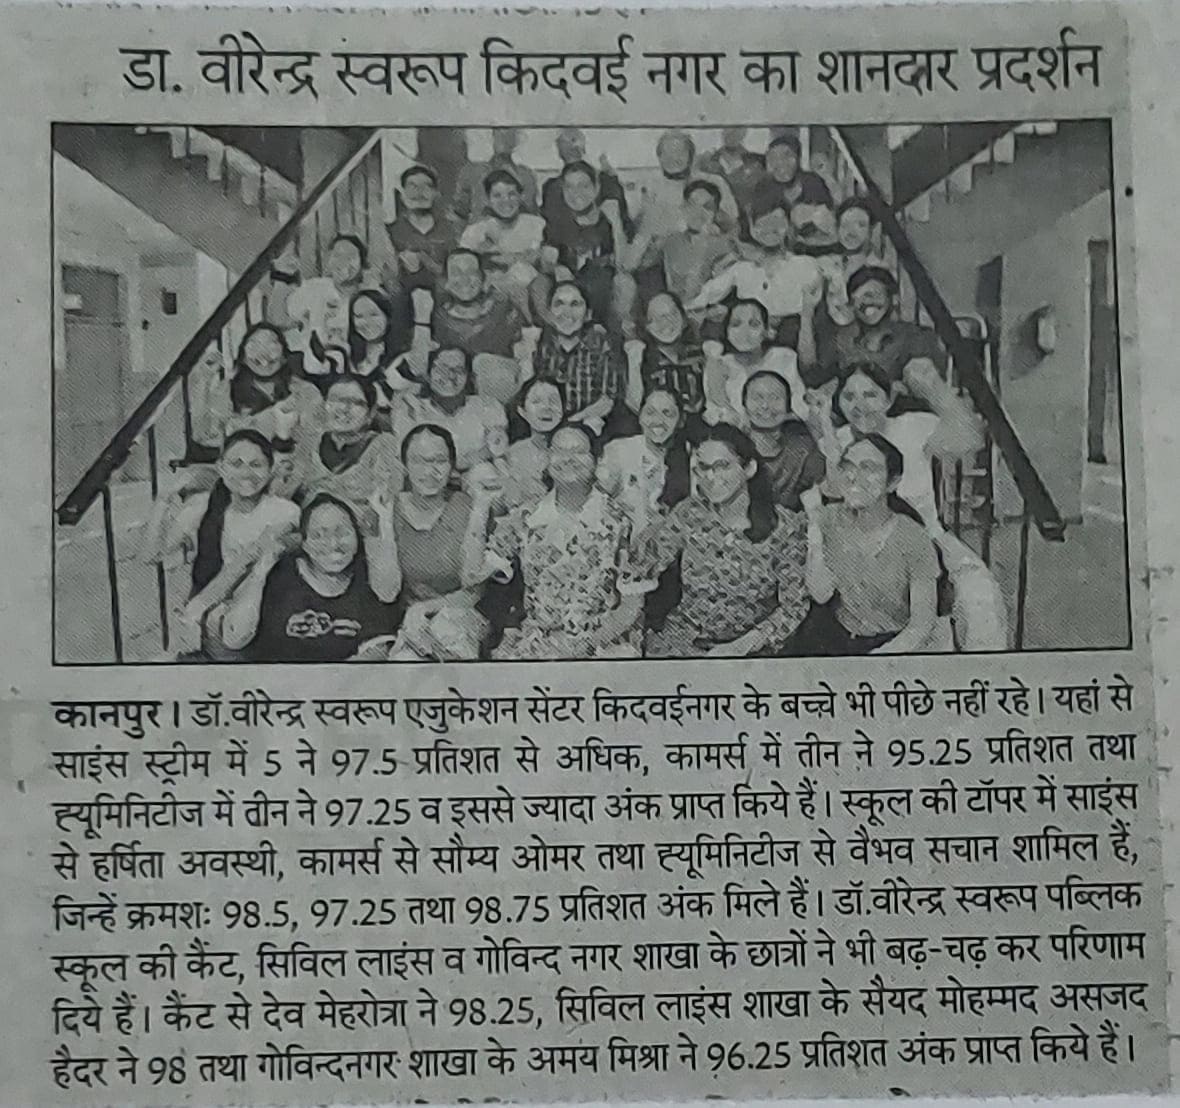 डा. वीरेन्द्र स्वरूप किदवई नगर का शानदार प्रदर्शन
कानपुर। डॉ.वीरेन्द्र स्वरूप एजुकेशन सेंटर किदवईनगर के बच्चे भी पीछे नहीं रहे। यहां से
साइंस स्ट्रीम में 5 ने 97.5 प्रतिशत से अधिक, कामर्स में तीन ने 95.25 प्रतिशत तथा
ह्यूमिनिटीज में तीन ने 97.25 व इससे ज्यादा अंक प्राप्त किये हैं। स्कूल की टॉपर में साइंस
से हर्षिता अवस्थी, कामर्स से सौम्य ओमर तथा ह्यूमिनिटीज से वैभव सचान शामिल हैं,
जिन्हें क्रमशः 98.5, 97.25 तथा 98.75 प्रतिशत अंक मिले हैं। डॉ.वीरेन्द्र स्वरूप पब्लिक
स्कूल की कैंट, सिविल लाइंस व गोविन्द नगर शाखा के छात्रों ने भी बढ़-चढ़ कर परिणाम
दिये हैं। कैंट से देव मेहरोत्रा ने 98.25, सिविल लाइंस शाखा के सैयद मोहम्मद असजद
हैदर ने 98 तथा गोविन्दनगर शाखा के अमय मिश्रा ने 96.25 प्रतिशत अंक प्राप्त किये हैं।